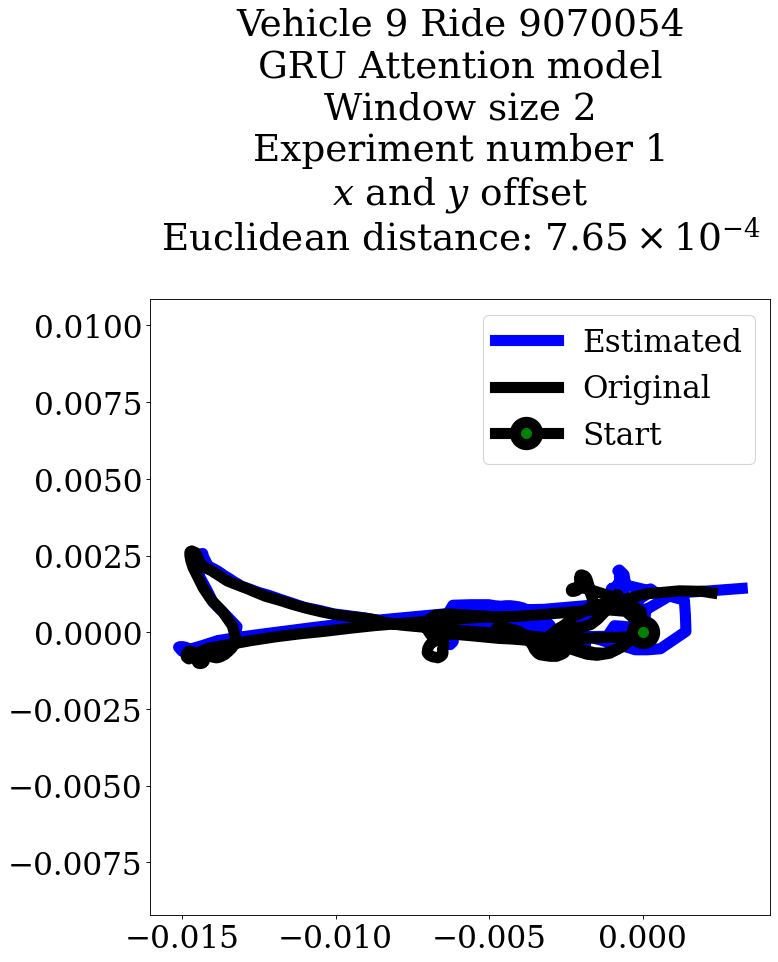 Vehicle 9 Ride 9070054
GRU Attention model
Window size 2
Experiment number 1
x and y offset
Euclidean distance: 7.65 × 10⁻⁴
Estimated
Original
Start
0.0100
0.0075
0.0050
0.0025
0.0000
−0.0025
−0.0050
−0.0075
−0.015 −0.010 −0.005 0.000